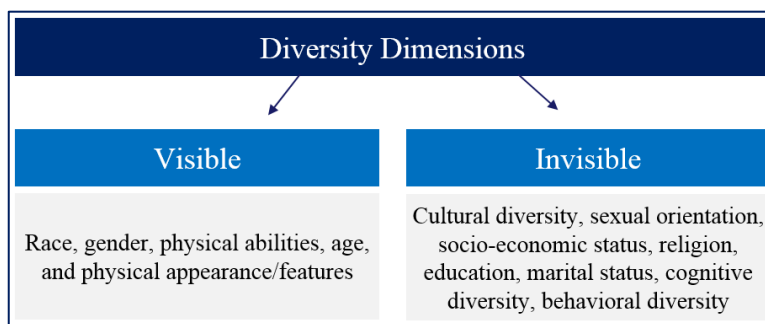 Diversity Dimensions
Visible
Race, gender, physical abilities, age,
and physical appearance/features
Invisible
Cultural diversity, sexual orientation,
socio-economic status, religion,
education, marital status, cognitive
diversity, behavioral diversity